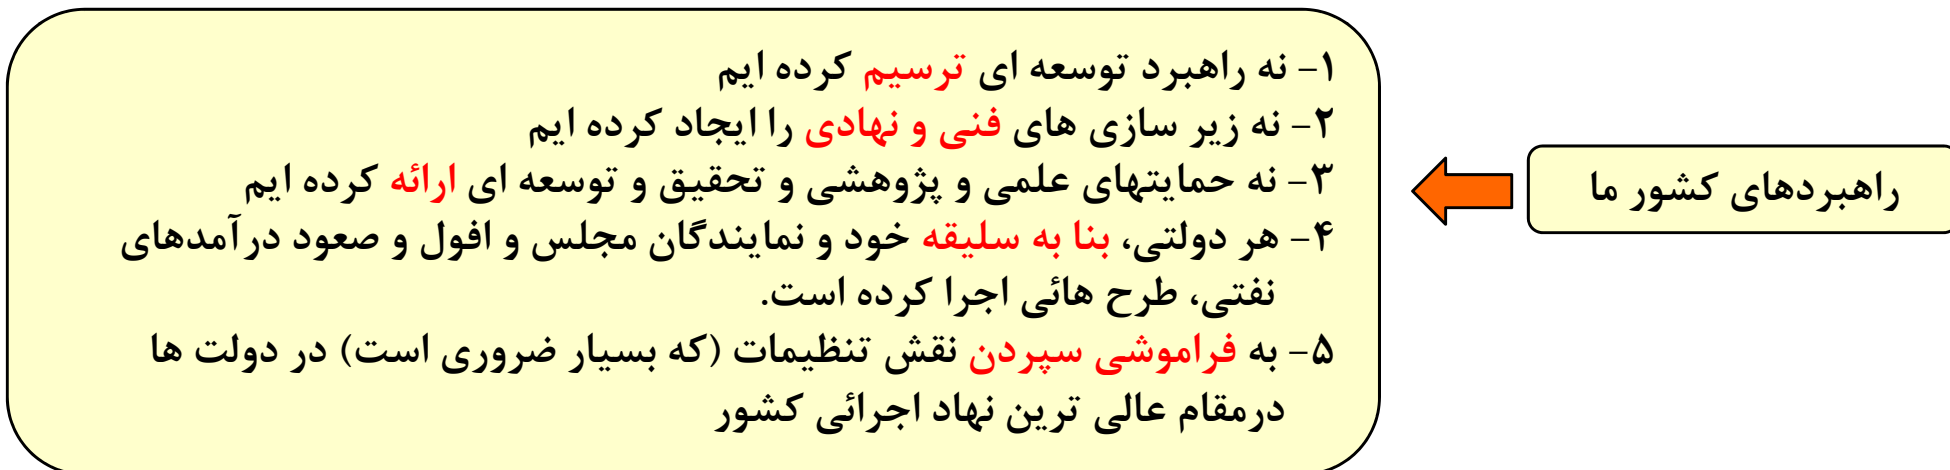 راهبردهای کشور ما
۱- نه راهبرد توسعه ای ترسیم کرده ایم
۲- نه زیر سازی های فنی و نهادی را ایجاد کرده ایم
۳- نه حمایتهای علمی و پژوهشی و تحقیق و توسعه ای ارائه کرده ایم
۴- هر دولتی، بنا به سلیقه خود و نمایندگان مجلس و افول و صعود درآمدهای
نفتی، طرح هائی اجرا کرده است.
۵- به فراموشی سپردن نقش تنظیمات (که بسیار ضروری است) در دولت ها
درمقام عالی ترین نهاد اجرائی کشور